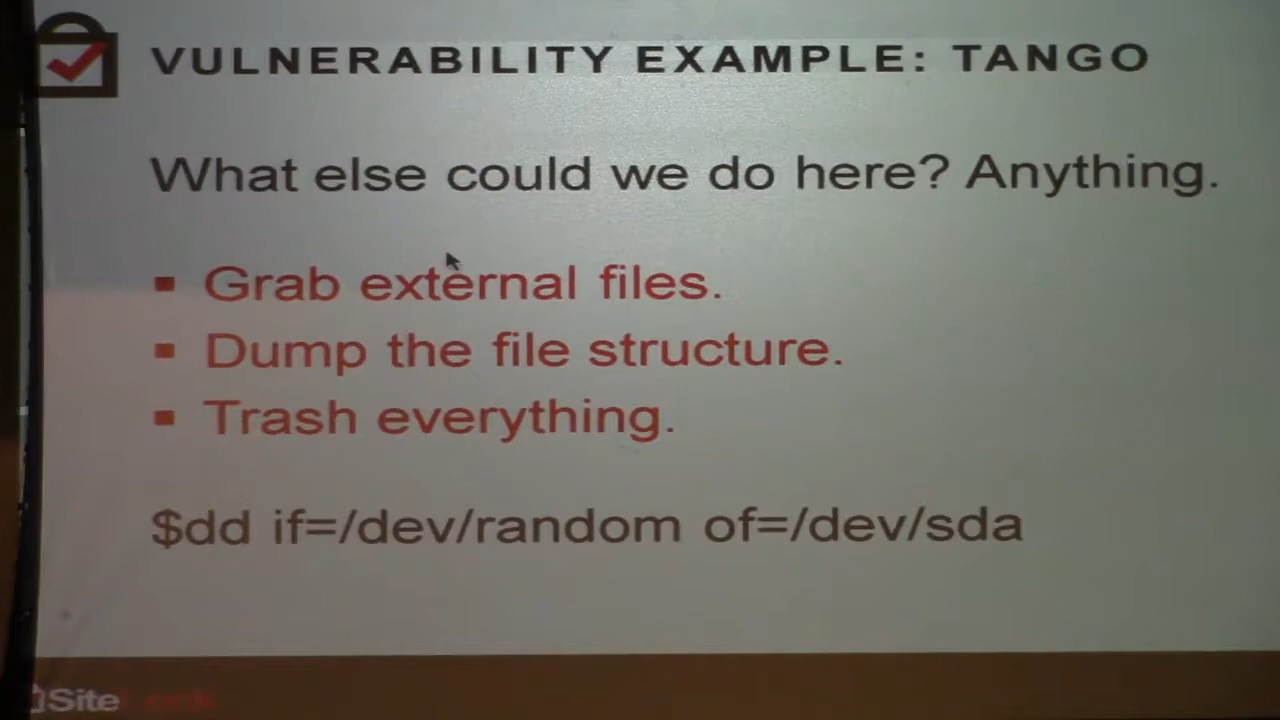 VULNERABILITY EXAMPLE: TANGO
What else could we do here? Anything.
▪ Grab external files.
▪ Dump the file structure.
▪ Trash everything.
$dd if=/dev/random of=/dev/sda
SiteLock